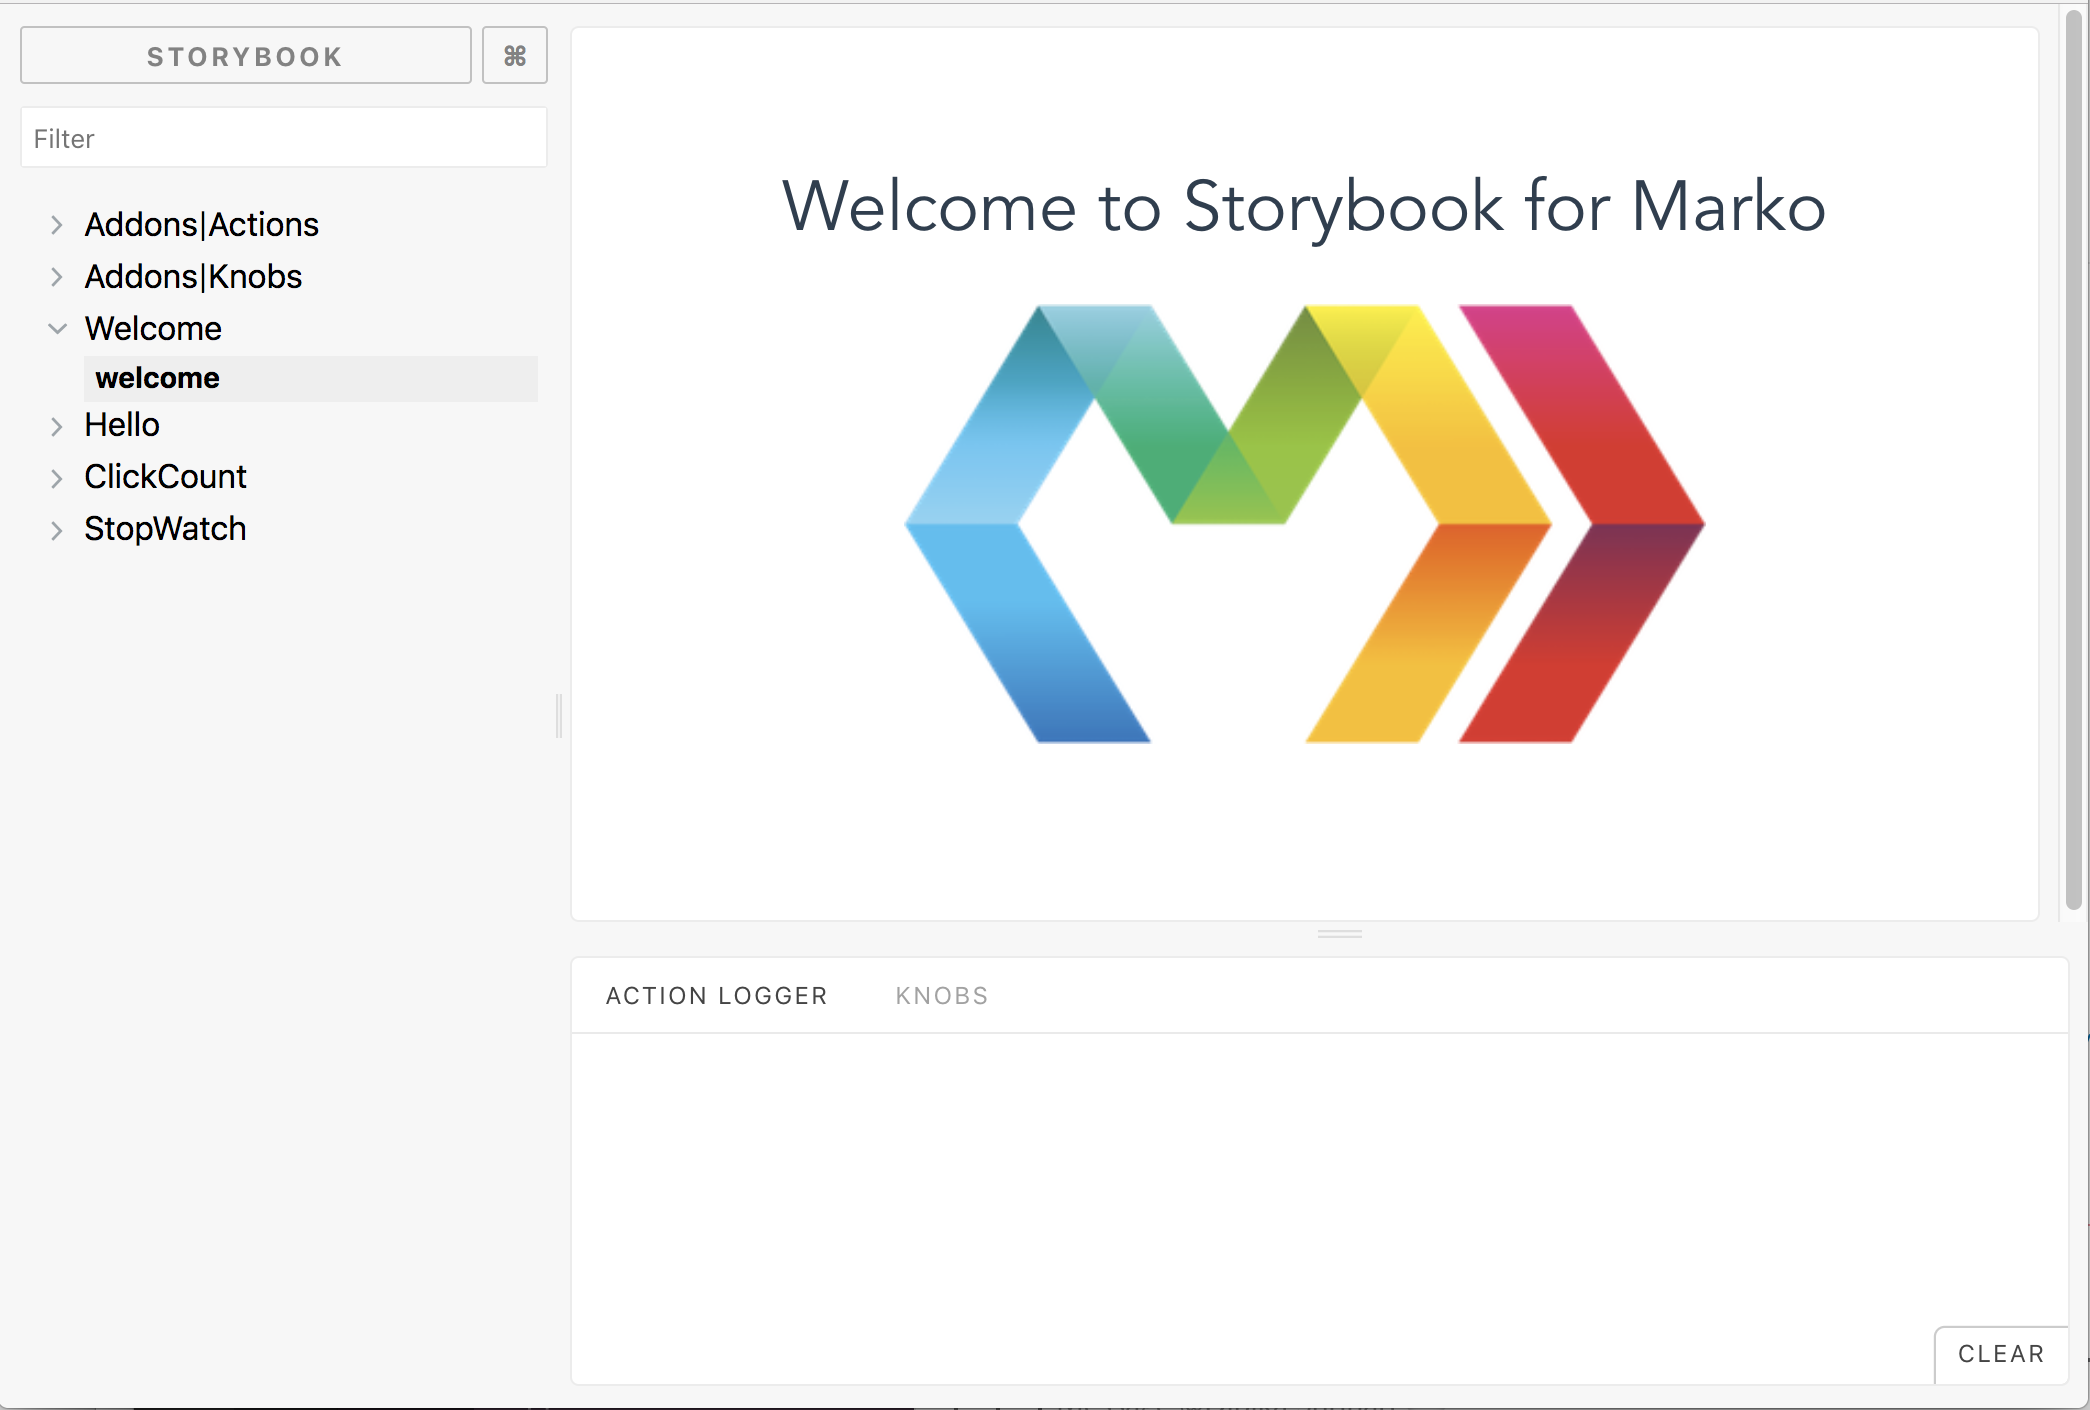 STORYBOOK
⌘
Filter
Addons|Actions
Addons|Knobs
Welcome
welcome
Hello
ClickCount
StopWatch
Welcome to Storybook for Marko
ACTION LOGGER
KNOBS
CLEAR